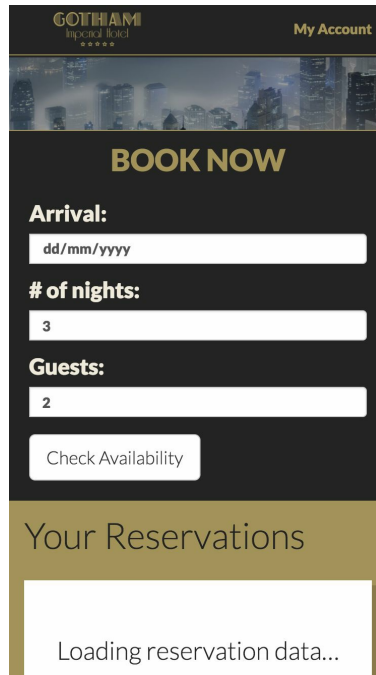 GOTHAM
Imperial Hotel
My Account
BOOK NOW
Arrival:
dd/mm/yyyy
# of nights:
3
Guests:
2
Check Availability
Your Reservations
Loading reservation data...